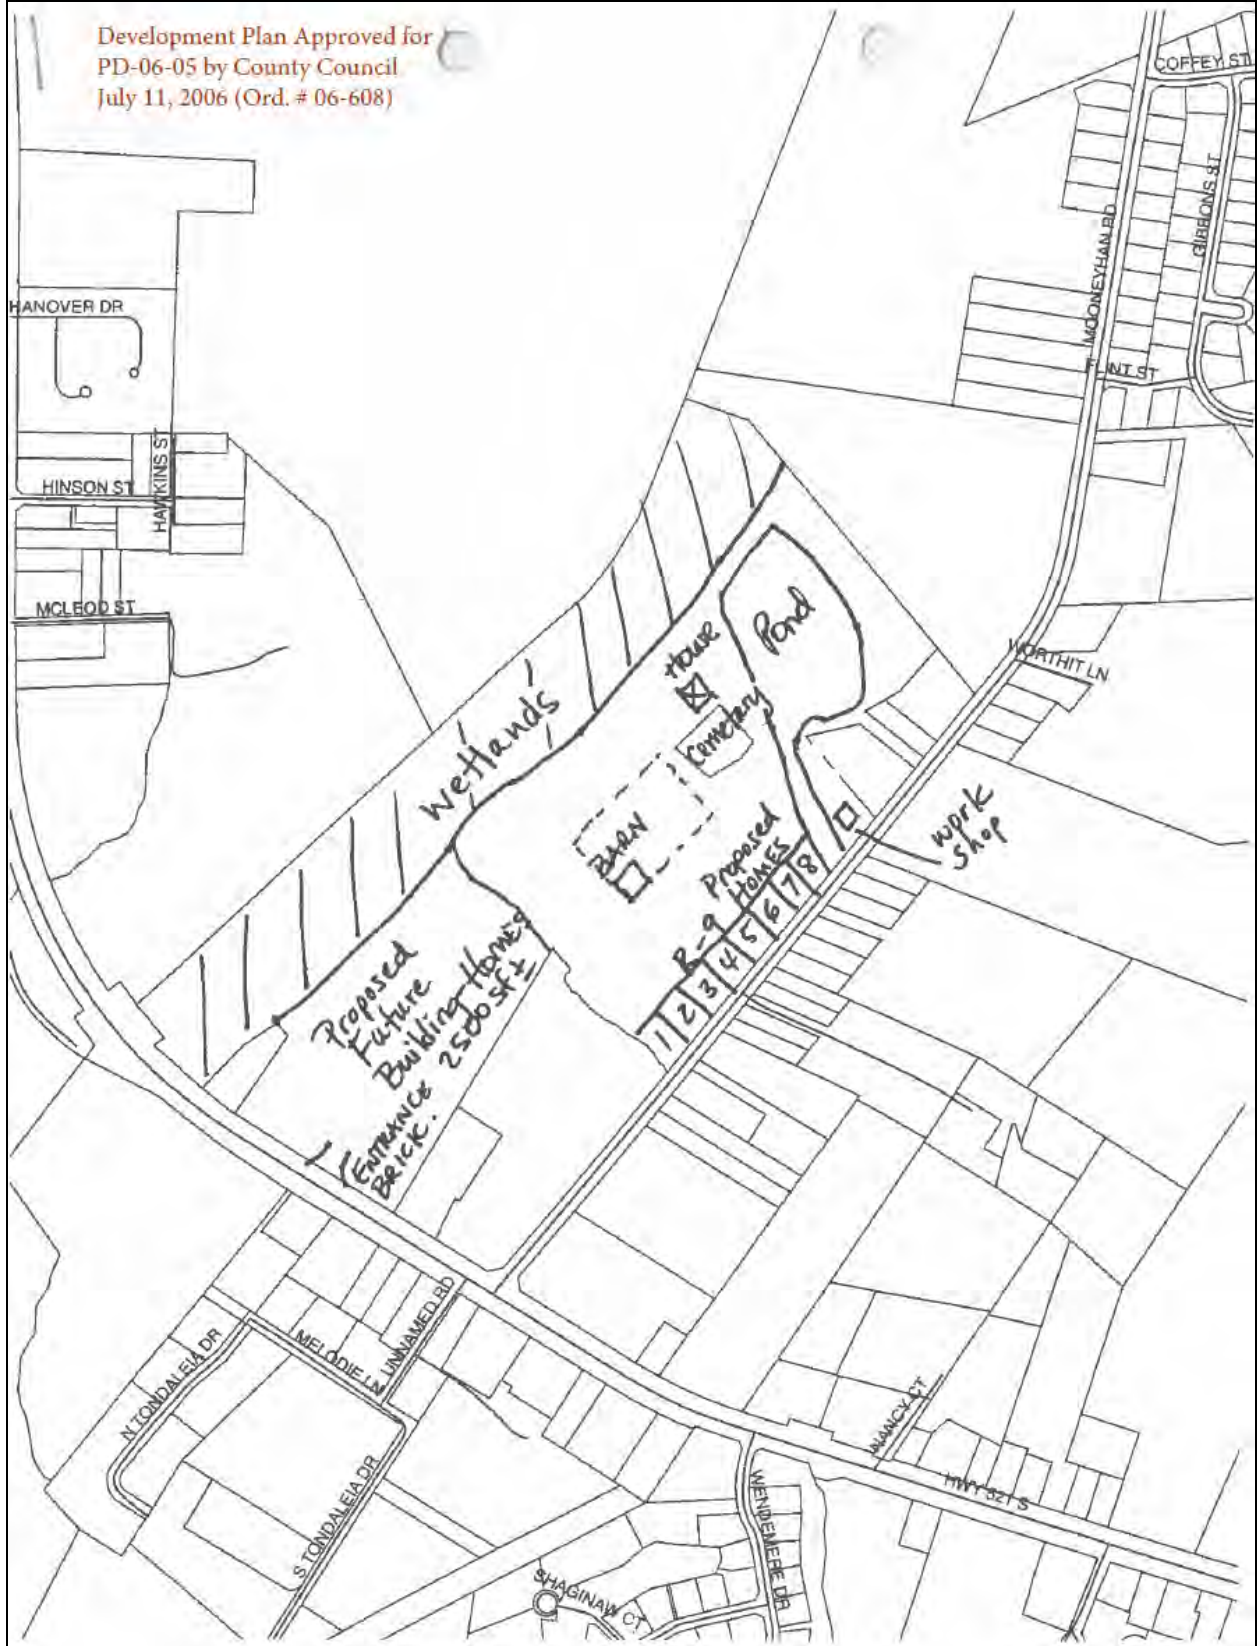 Development Plan Approved for
PD-06-05 by County Council
July 11, 2006 (Ord. # 06-608)
COFFEY ST
GIBBONS ST
MOONEYHAN RD
HANOVER DR
FLINT ST
HAWKINS ST
HINSON ST
MCLEOD ST
WORTHIT LN
Pond
House
Cemetary
wetlands
BARN
Proposed
HOMES
R-9
1 2 3 4 5 6 7 8
work
shop
Proposed
Future
Building Homes
2500 SF ±
(ENTRANCE
BRICK.
UNNAMED RD
MELODIE LN
N TONDALEIA DR
S TONDALEIA DR
NANCY CT
HWY 521 S
WENDEMERE DR
SHAGINAW CT